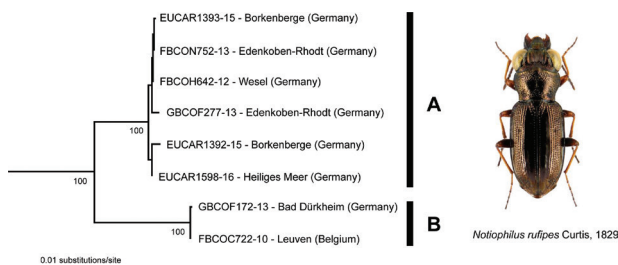 EUCAR1393-15 - Borkenberge (Germany)
FBCON752-13 - Edenkoben-Rhodt (Germany)
FBCOH642-12 - Wesel (Germany)
GBCOF277-13 - Edenkoben-Rhodt (Germany)
A
100
EUCAR1392-15 - Borkenberge (Germany)
EUCAR1598-16 - Heiliges Meer (Germany)
100
GBCOF172-13 - Bad Dürkheim (Germany)
B
100
FBCOC722-10 - Leuven (Belgium)
Notiophilus rufipes Curtis, 1829
0.01 substitutions/site